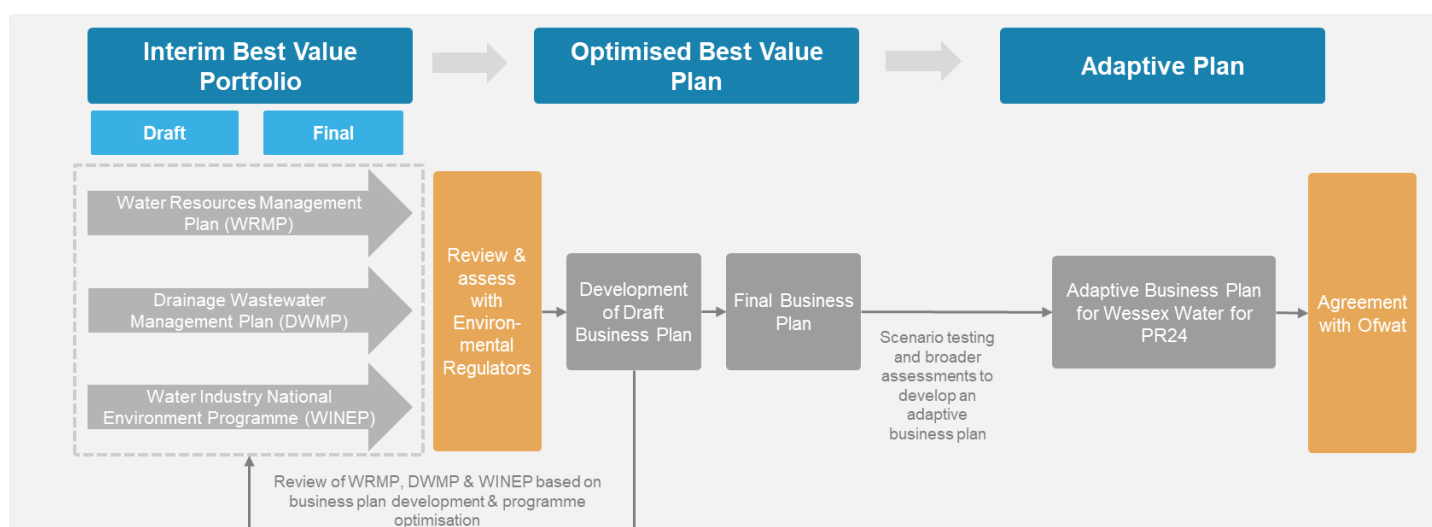 Interim Best Value
Portfolio
Optimised Best Value
Plan
Adaptive Plan
Draft
Final
Water Resources Management
Plan (WRMP)
Drainage Wastewater
Management Plan (DWMP)
Water Industry National
Environment Programme (WINEP)
Review &
assess
with
Environ-
mental
Regulators
Development
of Draft
Business Plan
Final Business
Plan
Scenario testing
and broader
assessments to
develop an
adaptive
business plan
Adaptive Business Plan
for Wessex Water for
PR24
Agreement
with Ofwat
Review of WRMP, DWMP & WINEP based on
business plan development & programme
optimisation